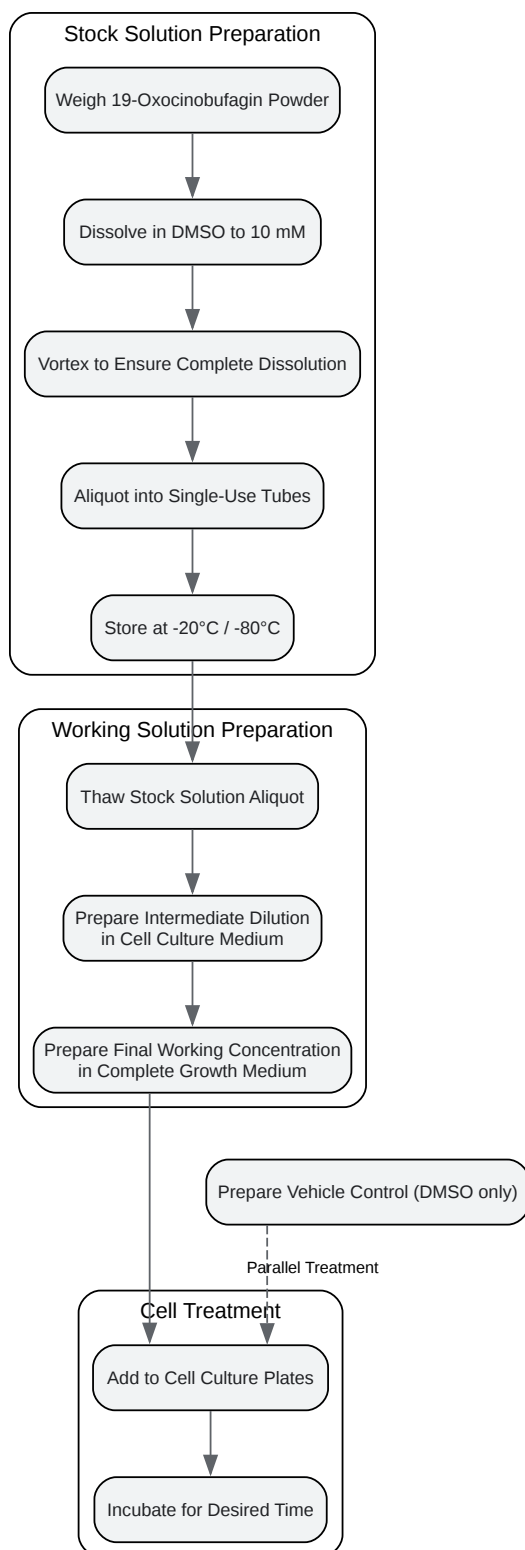 Stock Solution Preparation
Weigh 19-Oxocinobufagin Powder
Dissolve in DMSO to 10 mM
Vortex to Ensure Complete Dissolution
Aliquot into Single-Use Tubes
Store at -20°C / -80°C
Working Solution Preparation
Thaw Stock Solution Aliquot
Prepare Intermediate Dilution
in Cell Culture Medium
Prepare Final Working Concentration
in Complete Growth Medium
Prepare Vehicle Control (DMSO only)
Parallel Treatment
Cell Treatment
Add to Cell Culture Plates
Incubate for Desired Time